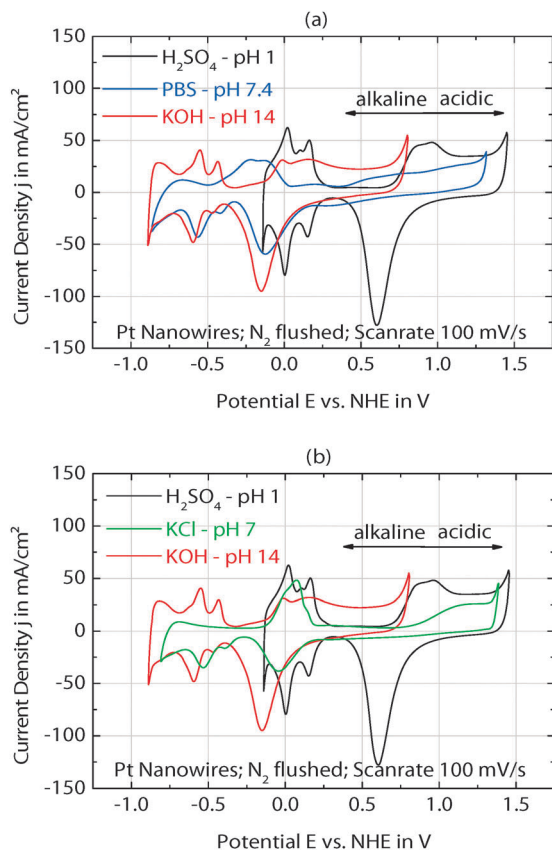 (a)
150
100
50
0
-50
-100
-150
Current Density j in mA/cm²
H₂SO₄ - pH 1
PBS - pH 7.4
KOH - pH 14
alkaline acidic
Pt Nanowires; N₂ flushed; Scanrate 100 mV/s
-1.0 -0.5 0.0 0.5 1.0 1.5
Potential E vs. NHE in V
(b)
150
100
50
0
-50
-100
-150
Current Density j in mA/cm²
H₂SO₄ - pH 1
KCl - pH 7
KOH - pH 14
alkaline acidic
Pt Nanowires; N₂ flushed; Scanrate 100 mV/s
-1.0 -0.5 0.0 0.5 1.0 1.5
Potential E vs. NHE in V